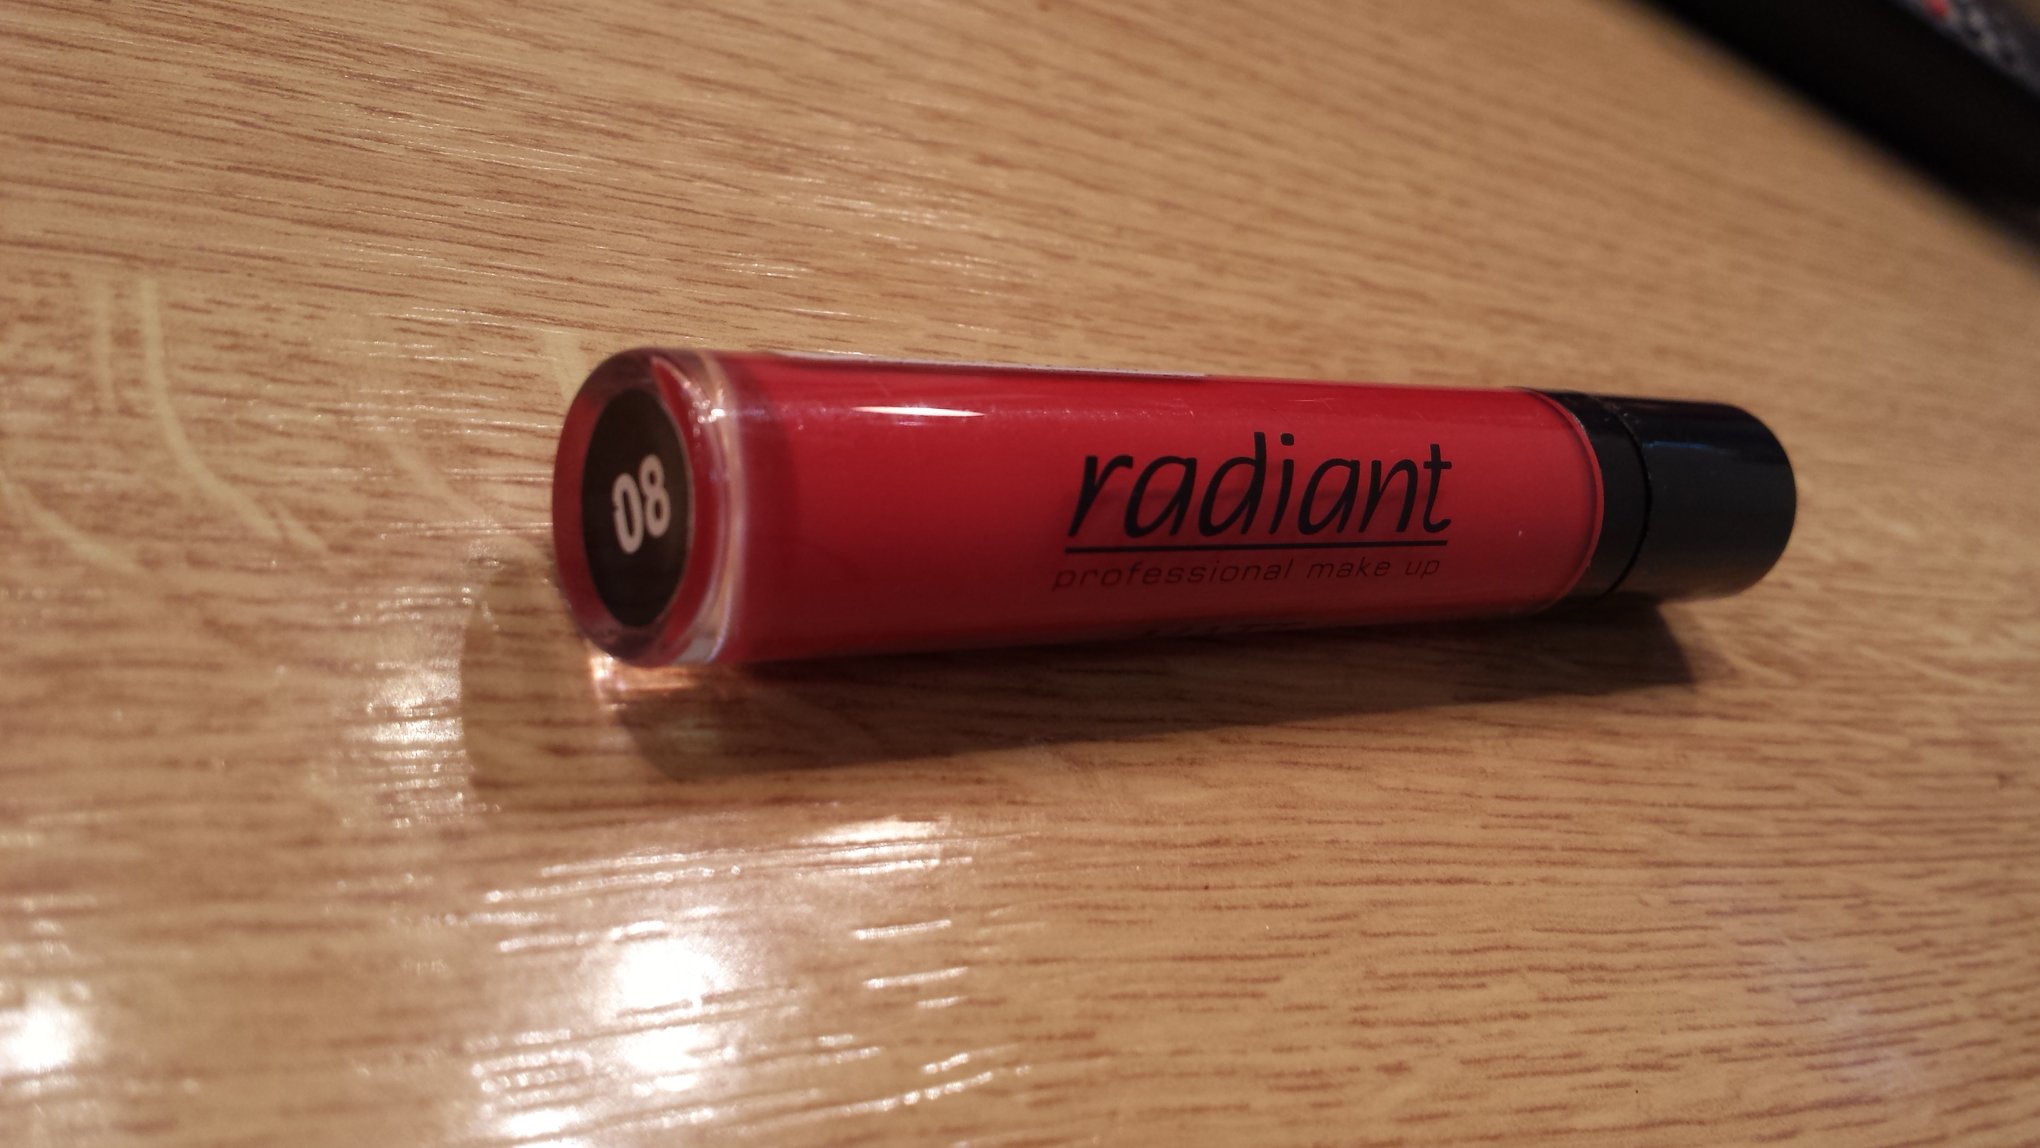 08
radiant
professional make up